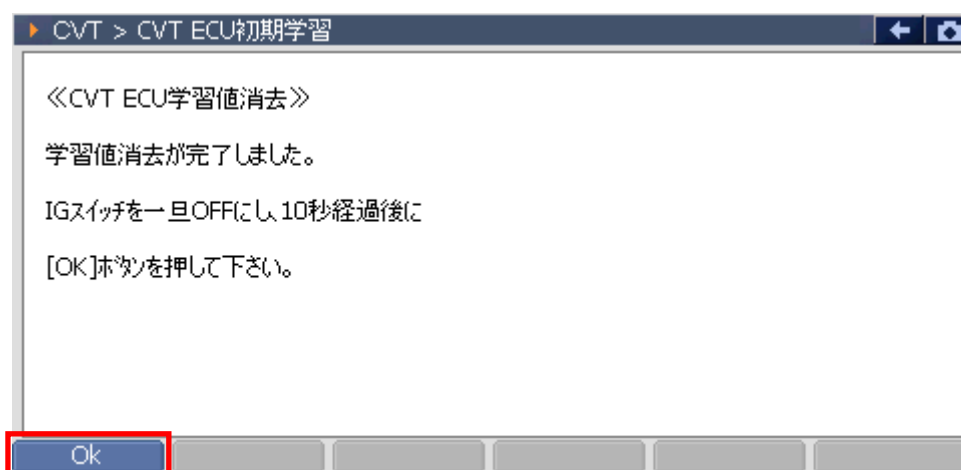 CVT > CVT ECU初期学習
≪CVT ECU学習値消去≫
学習値消去が完了しました。
IGスイッチを一旦OFFにし、10秒経過後に
[OK]ボタンを押して下さい。
Ok